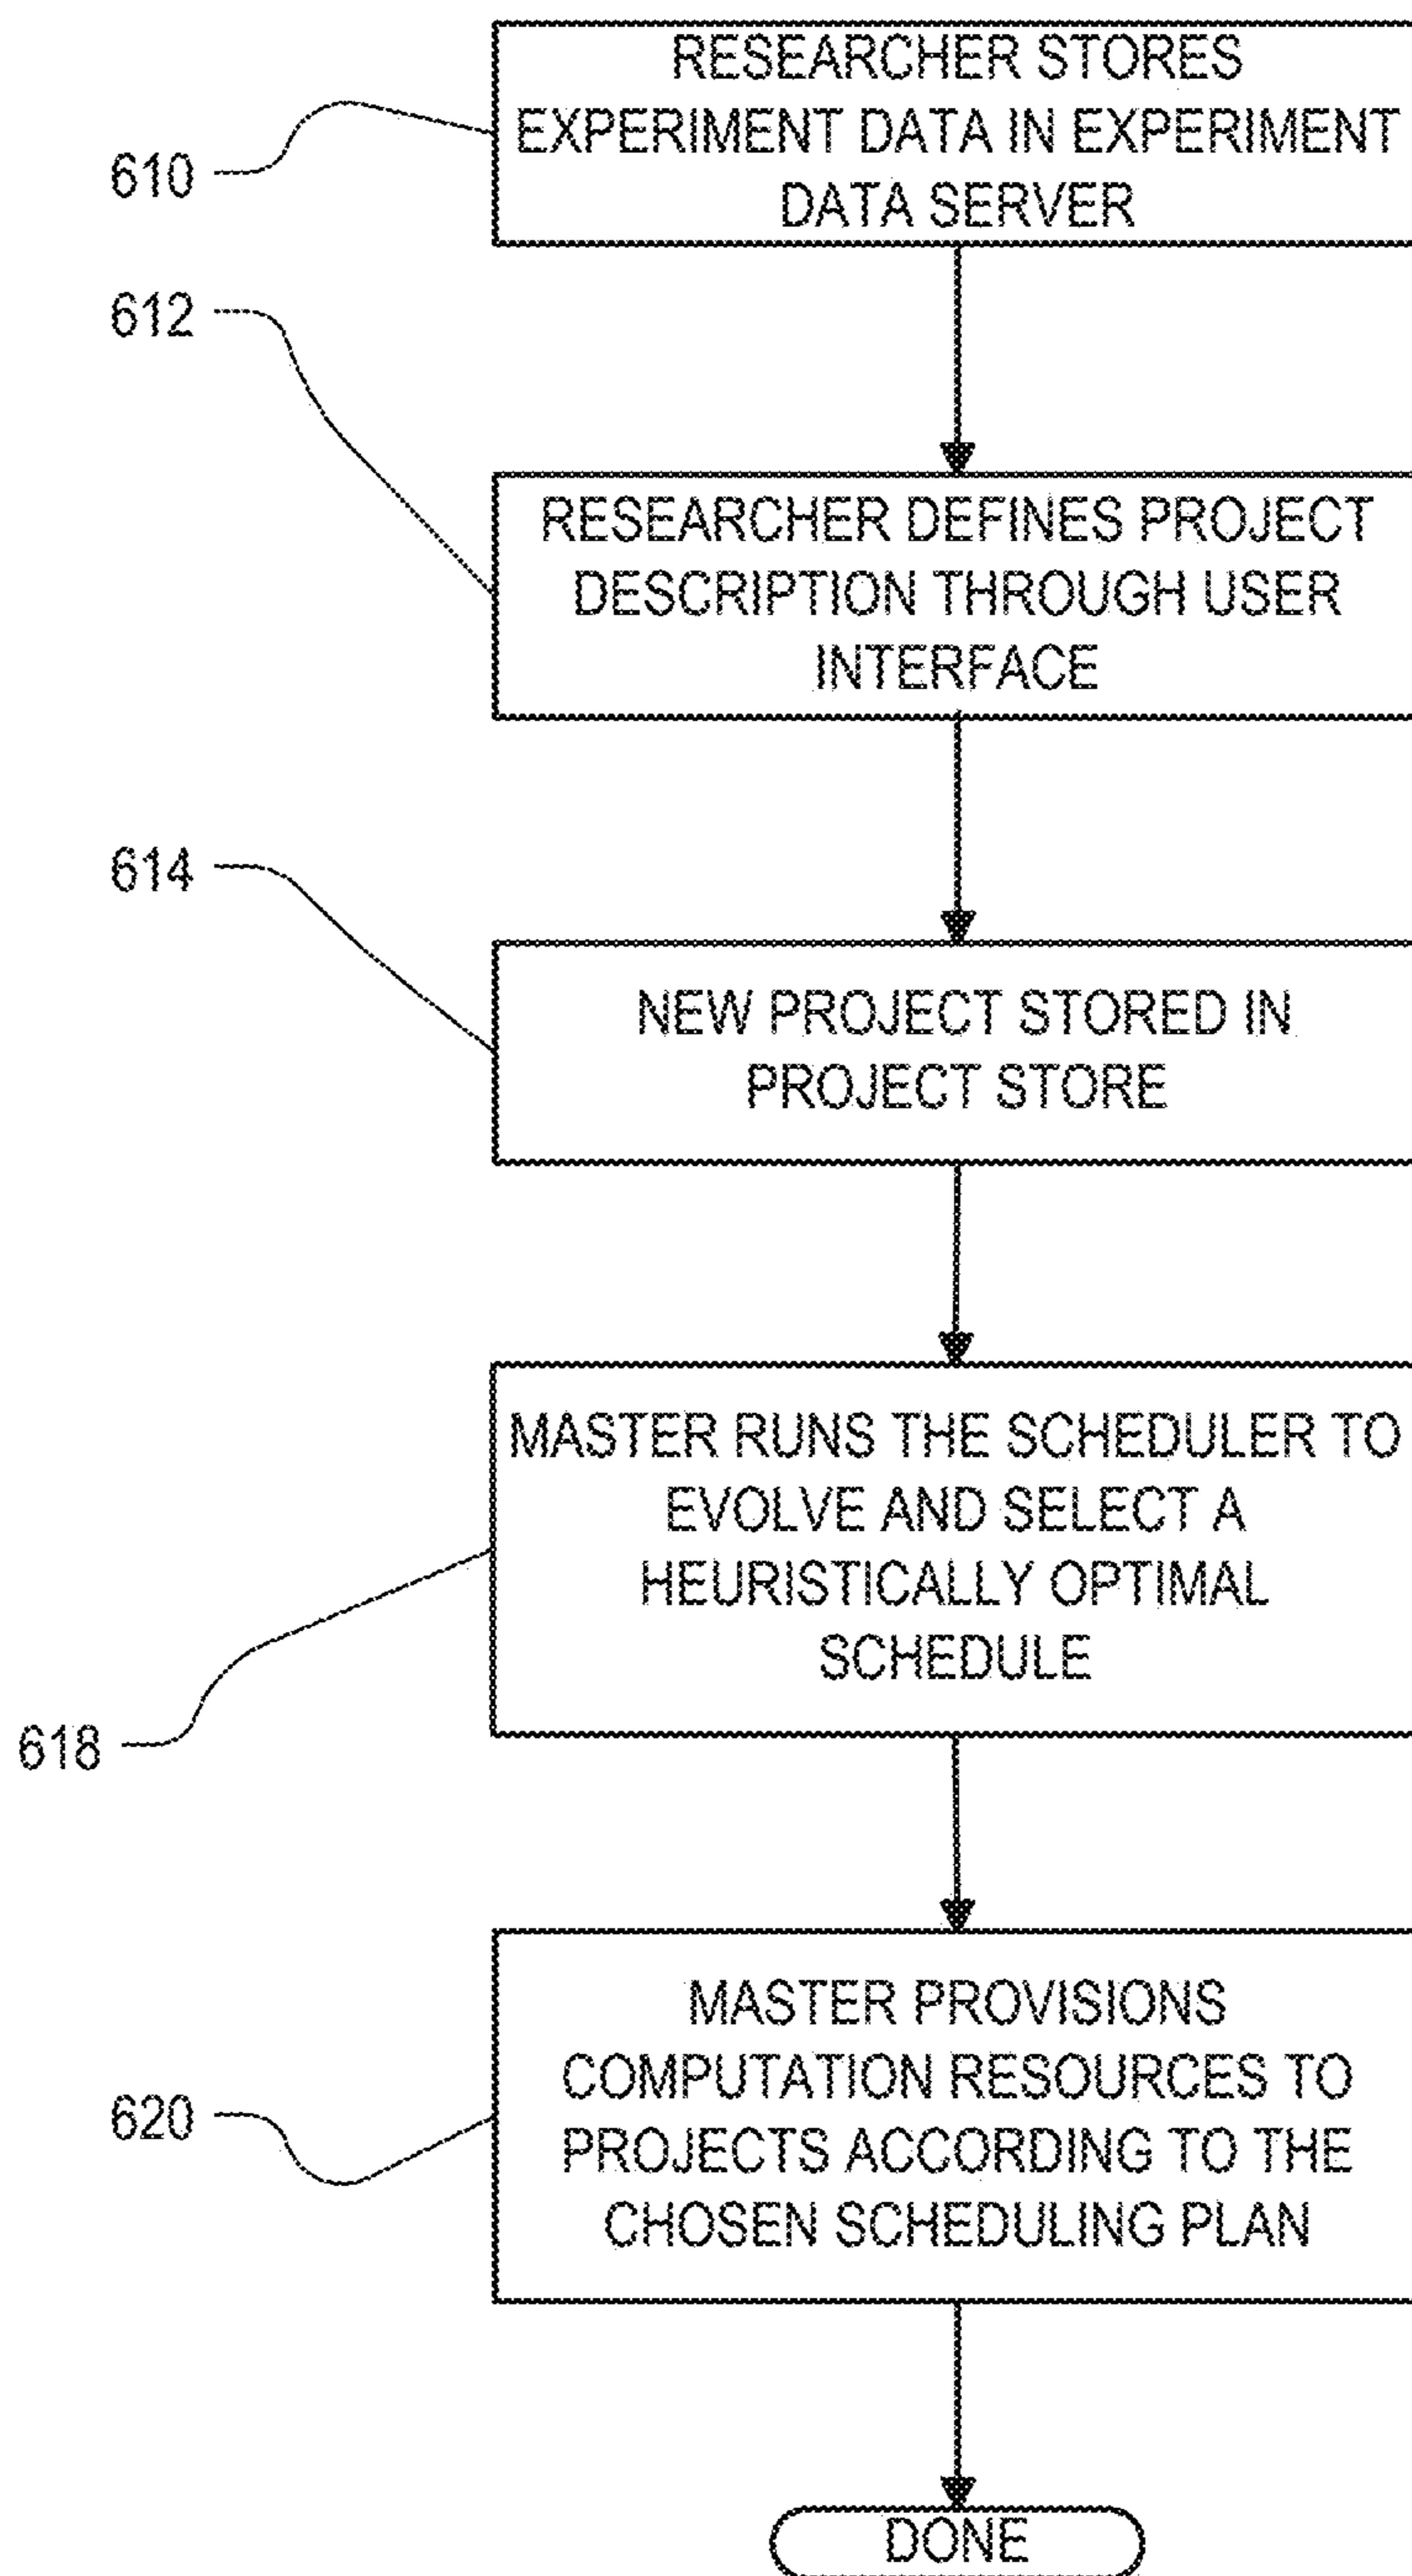 RESEARCHER STORES
EXPERIMENT DATA IN EXPERIMENT
DATA SERVER
610
612
RESEARCHER DEFINES PROJECT
DESCRIPTION THROUGH USER
INTERFACE
614
NEW PROJECT STORED IN
PROJECT STORE
MASTER RUNS THE SCHEDULER TO
EVOLVE AND SELECT A
HEURISTICALLY OPTIMAL
SCHEDULE
618
MASTER PROVISIONS
COMPUTATION RESOURCES TO
PROJECTS ACCORDING TO THE
CHOSEN SCHEDULING PLAN
620
DONE